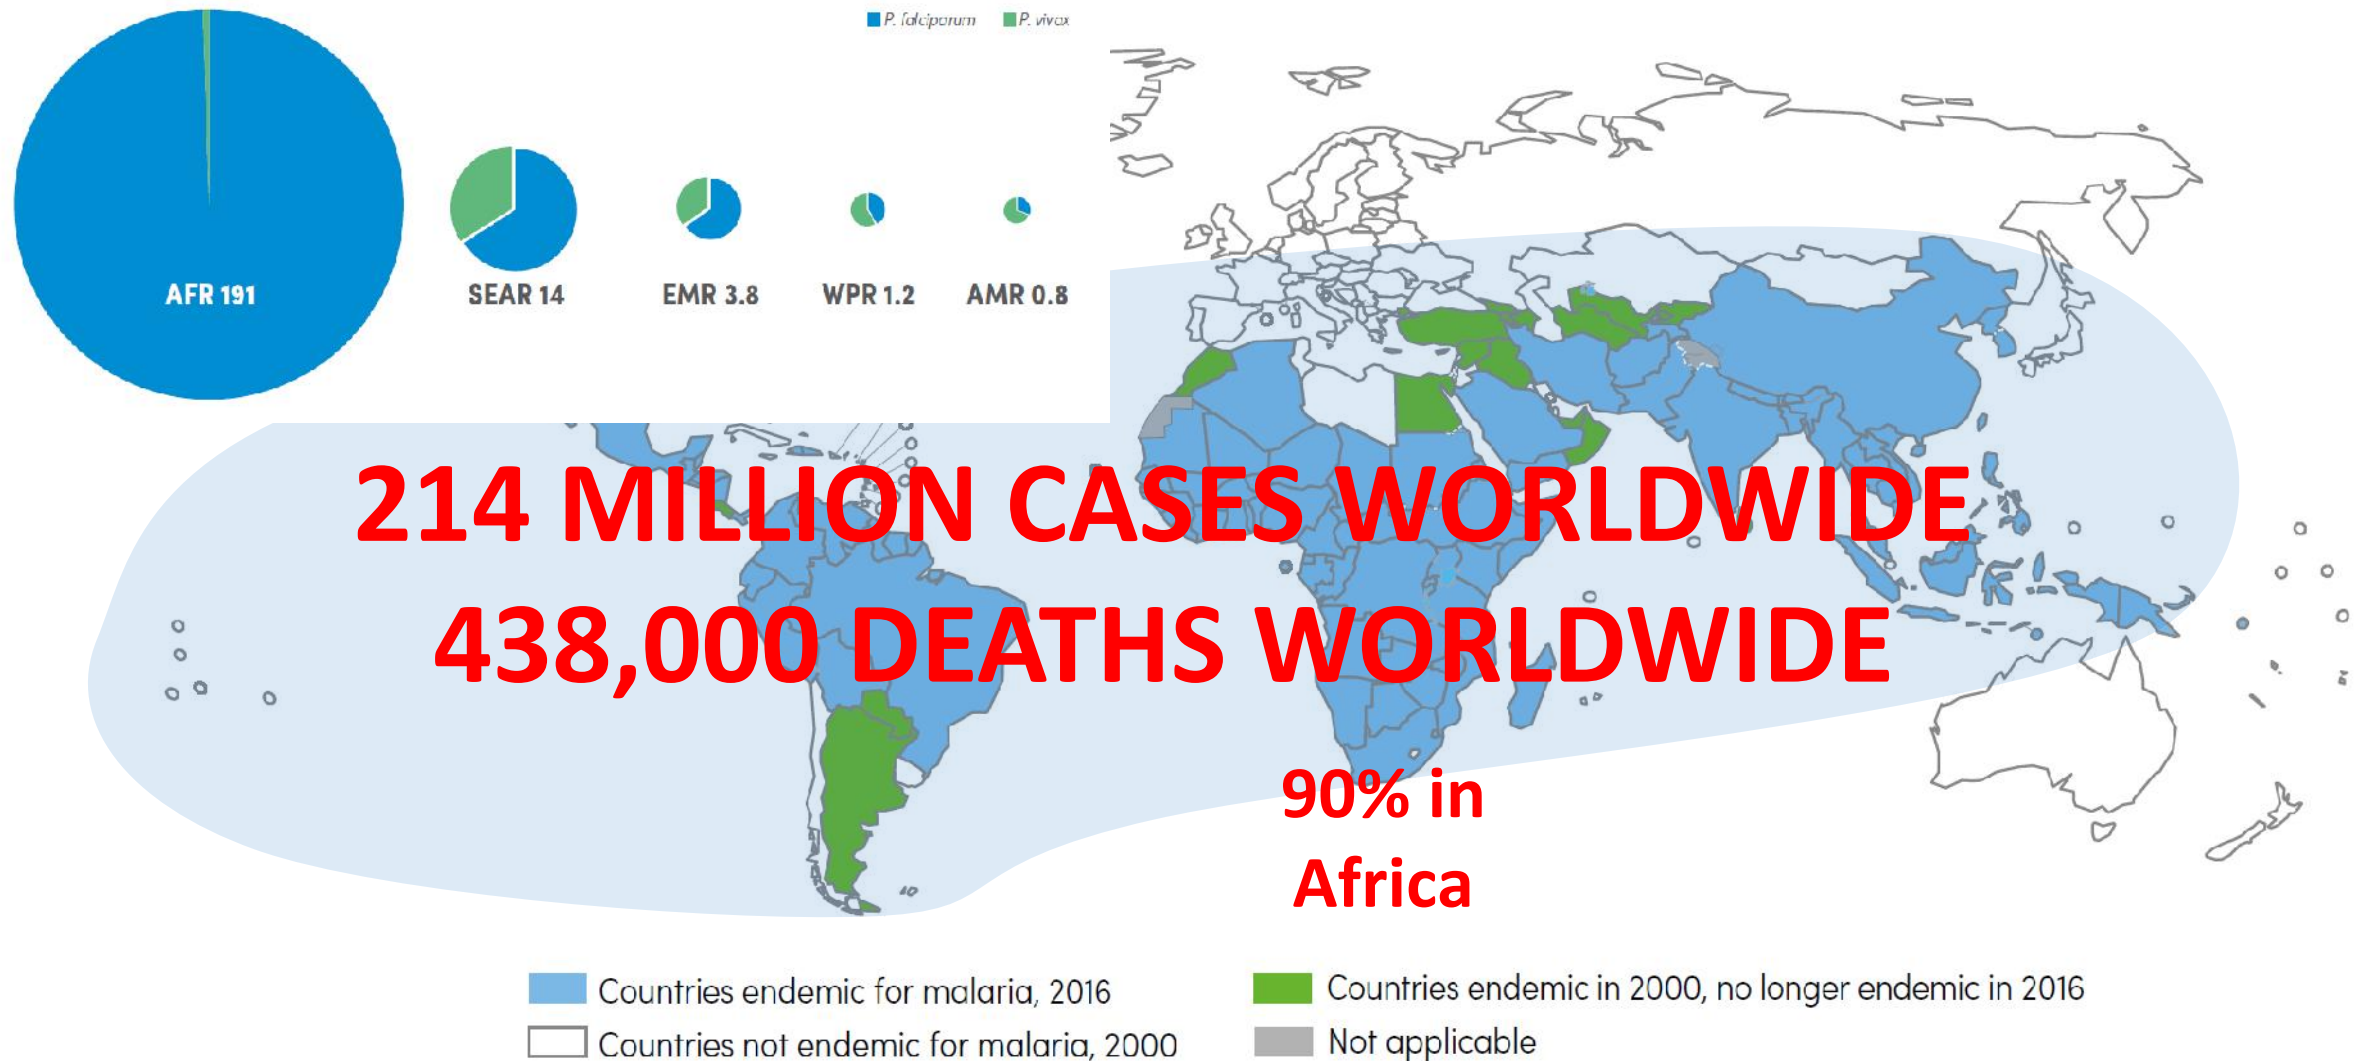 P. falciparum P. vivax
AFR 191 SEAR 14 EMR 3.8 WPR 1.2 AMR 0.8
214 MILLION CASES WORLDWIDE
438,000 DEATHS WORLDWIDE
90% in
Africa
Countries endemic for malaria, 2016 Countries endemic in 2000, no longer endemic in 2016
Countries not endemic for malaria, 2000 Not applicable